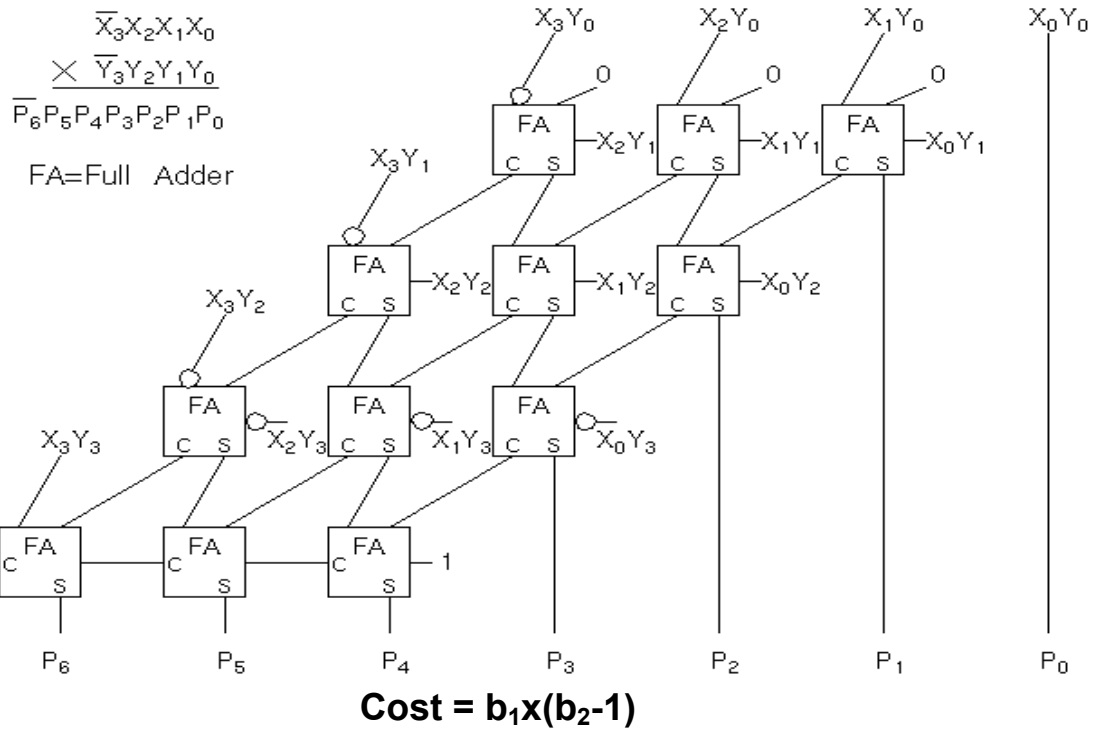 X̅₃X₂X₁X₀
× Y̅₃Y₂Y₁Y₀
P̅₆P₅P₄P₃P₂P₁P₀
FA=Full Adder
X₃Y₀ X₂Y₀ X₁Y₀ X₀Y₀
0 0 0
FA FA FA
X₂Y₁ X₁Y₁ X₀Y₁
C S C S C S
X₃Y₁
FA FA FA
X₂Y₂ X₁Y₂ X₀Y₂
C S C S C S
X₃Y₂
FA FA FA
X₂Y₃ X₁Y₃ X₀Y₃
C S C S C S
X₃Y₃
FA FA FA
C C C 1
S S S
P₆ P₅ P₄ P₃ P₂ P₁ P₀
Cost = b₁x(b₂-1)